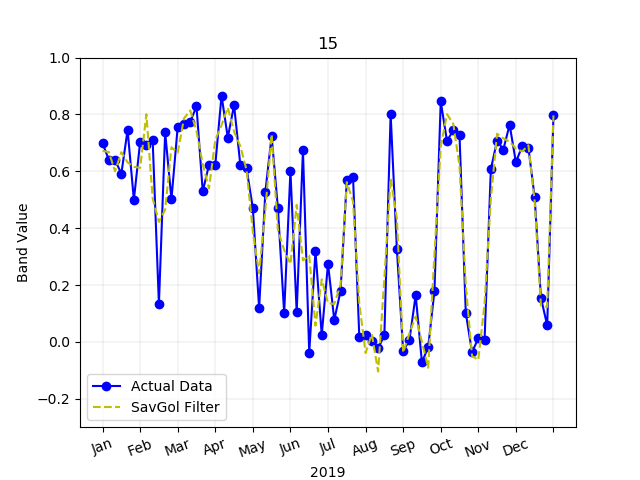 15
1.0
0.8
0.6
0.4
0.2
0.0
−0.2
Band Value
Actual Data
SavGol Filter
Jan Feb Mar Apr May Jun Jul Aug Sep Oct Nov Dec
2019